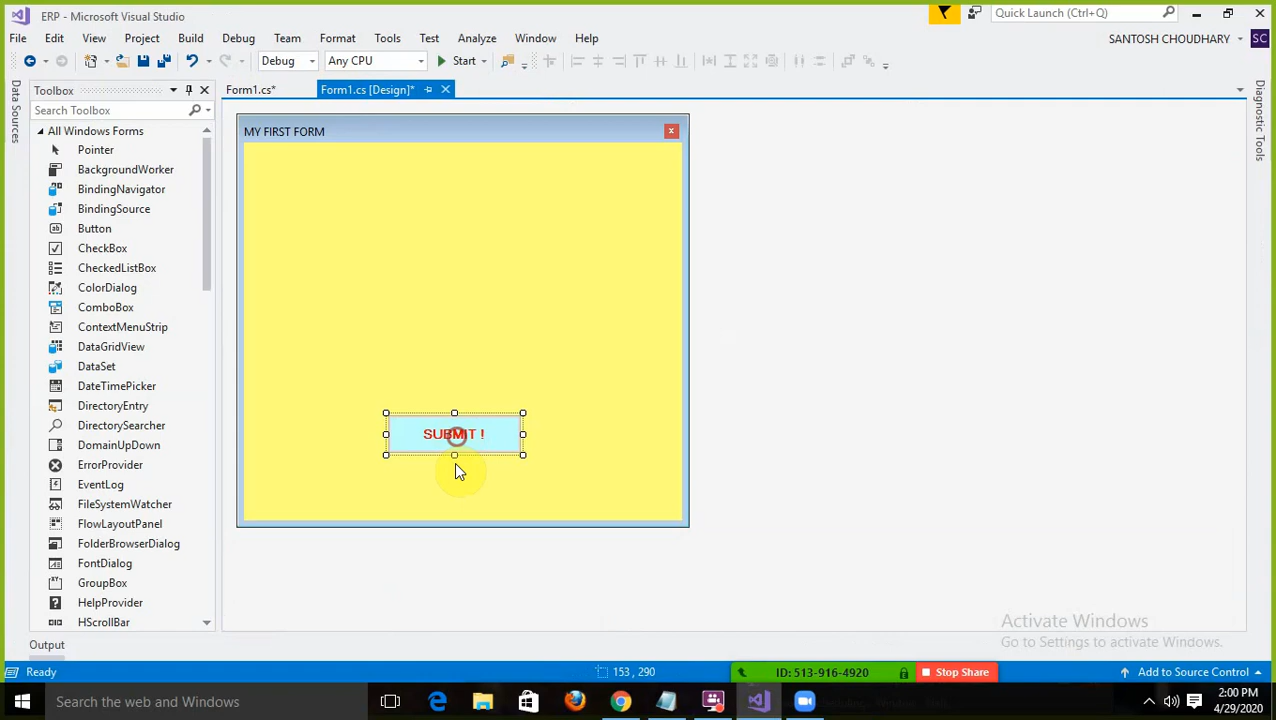 ERP - Microsoft Visual Studio
Quick Launch (Ctrl+Q)
File Edit View Project Build Debug Team Format Tools Test Analyze Window Help
SANTOSH CHOUDHARY SC
Debug Any CPU Start
Data Sources
Toolbox
Form1.cs* Form1.cs [Design]*
Diagnostic Tools
Search Toolbox
All Windows Forms
Pointer
BackgroundWorker
BindingNavigator
BindingSource
Button
CheckBox
CheckedListBox
ColorDialog
ComboBox
ContextMenuStrip
DataGridView
DataSet
DateTimePicker
DirectoryEntry
DirectorySearcher
DomainUpDown
ErrorProvider
EventLog
FileSystemWatcher
FlowLayoutPanel
FolderBrowserDialog
FontDialog
GroupBox
HelpProvider
HScrollBar
MY FIRST FORM
SUBMIT !
Activate Windows
Go to Settings to activate Windows.
Output
Ready
153 , 290
ID: 513-916-4920
Stop Share
Add to Source Control
Search the web and Windows
2:00 PM
4/29/2020